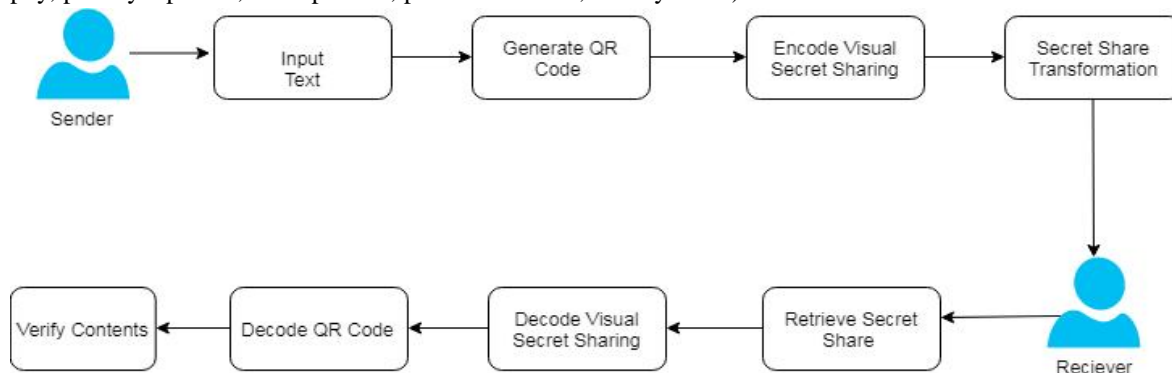 Input
Text
Generate QR
Code
Encode Visual
Secret Sharing
Secret Share
Transformation
Sender
Verify Contents
Decode QR Code
Decode Visual
Secret Sharing
Retrieve Secret
Share
Reciever